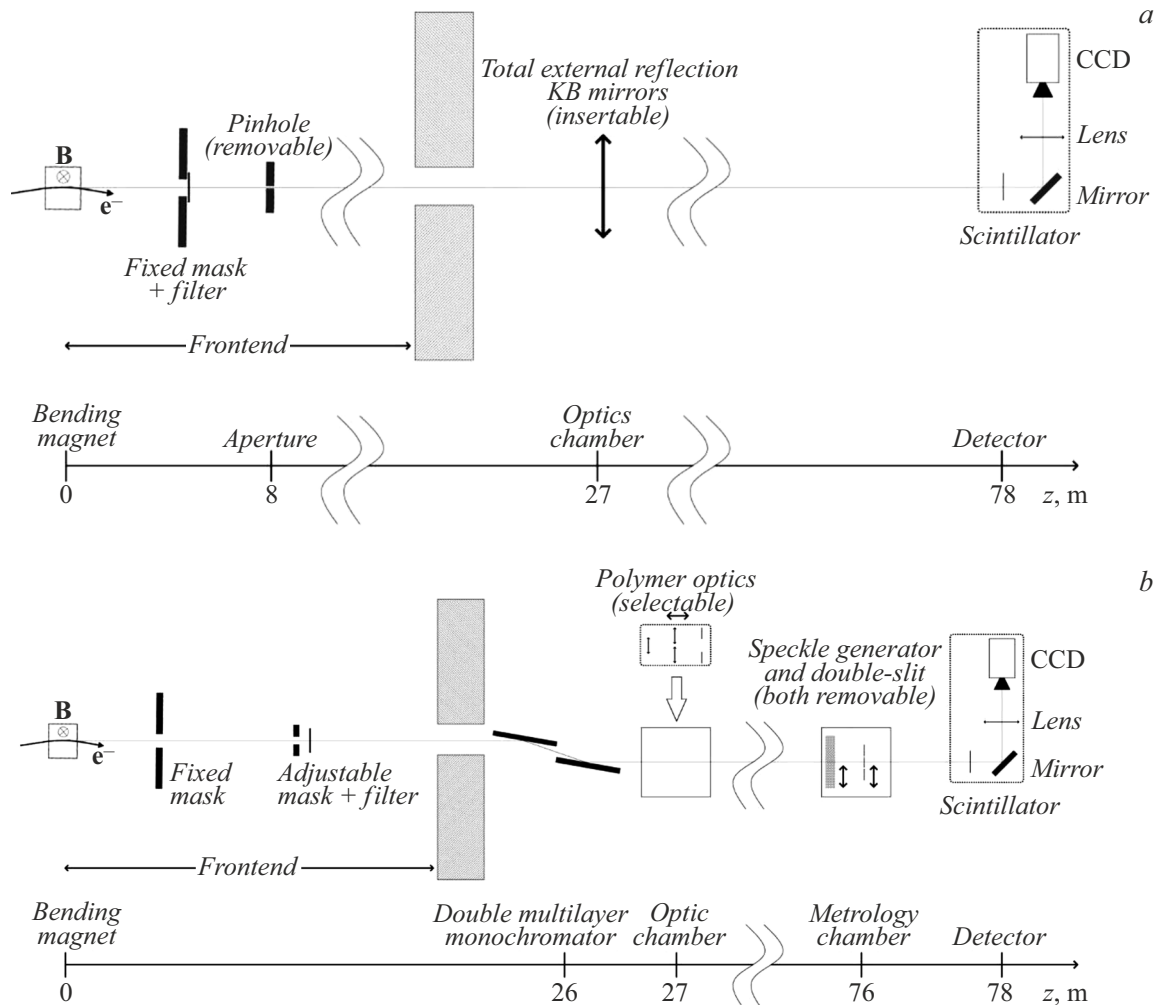 a
Total external reflection
KB mirrors
(insertable)
CCD
Lens
Mirror
Scintillator
Pinhole
(removable)
B
e⁻
Fixed mask
+ filter
Frontend
Bending
magnet
Aperture
Optics
chamber
Detector
0
8
27
78
z, m
b
Polymer optics
(selectable)
Speckle generator
and double-slit
(both removable)
CCD
Lens
Mirror
Scintillator
B
e⁻
Fixed
mask
Adjustable
mask + filter
Frontend
Bending
magnet
Double multilayer
monochromator
Optic
chamber
Metrology
chamber
Detector
0
26
27
76
78
z, m